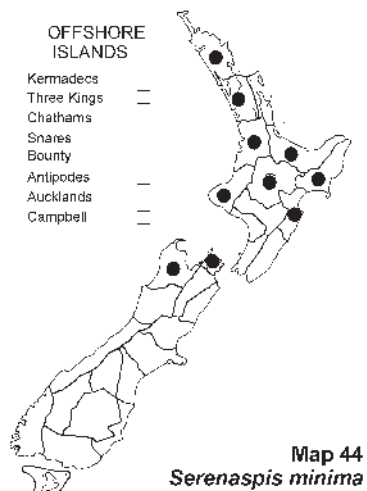 OFFSHORE
ISLANDS
Kermadecs
Three Kings
Chathams
Snares
Bounty
Antipodes
Aucklands
Campbell
Map 44
Serenaspis minima